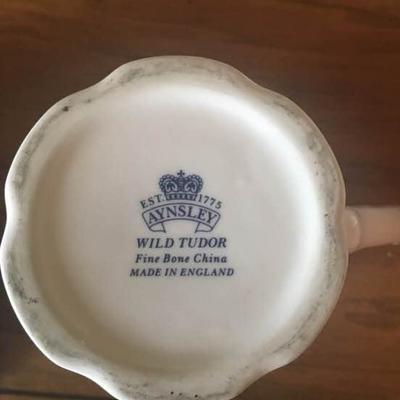 EST. 1775
AYNSLEY
WILD TUDOR
Fine Bone China
MADE IN ENGLAND